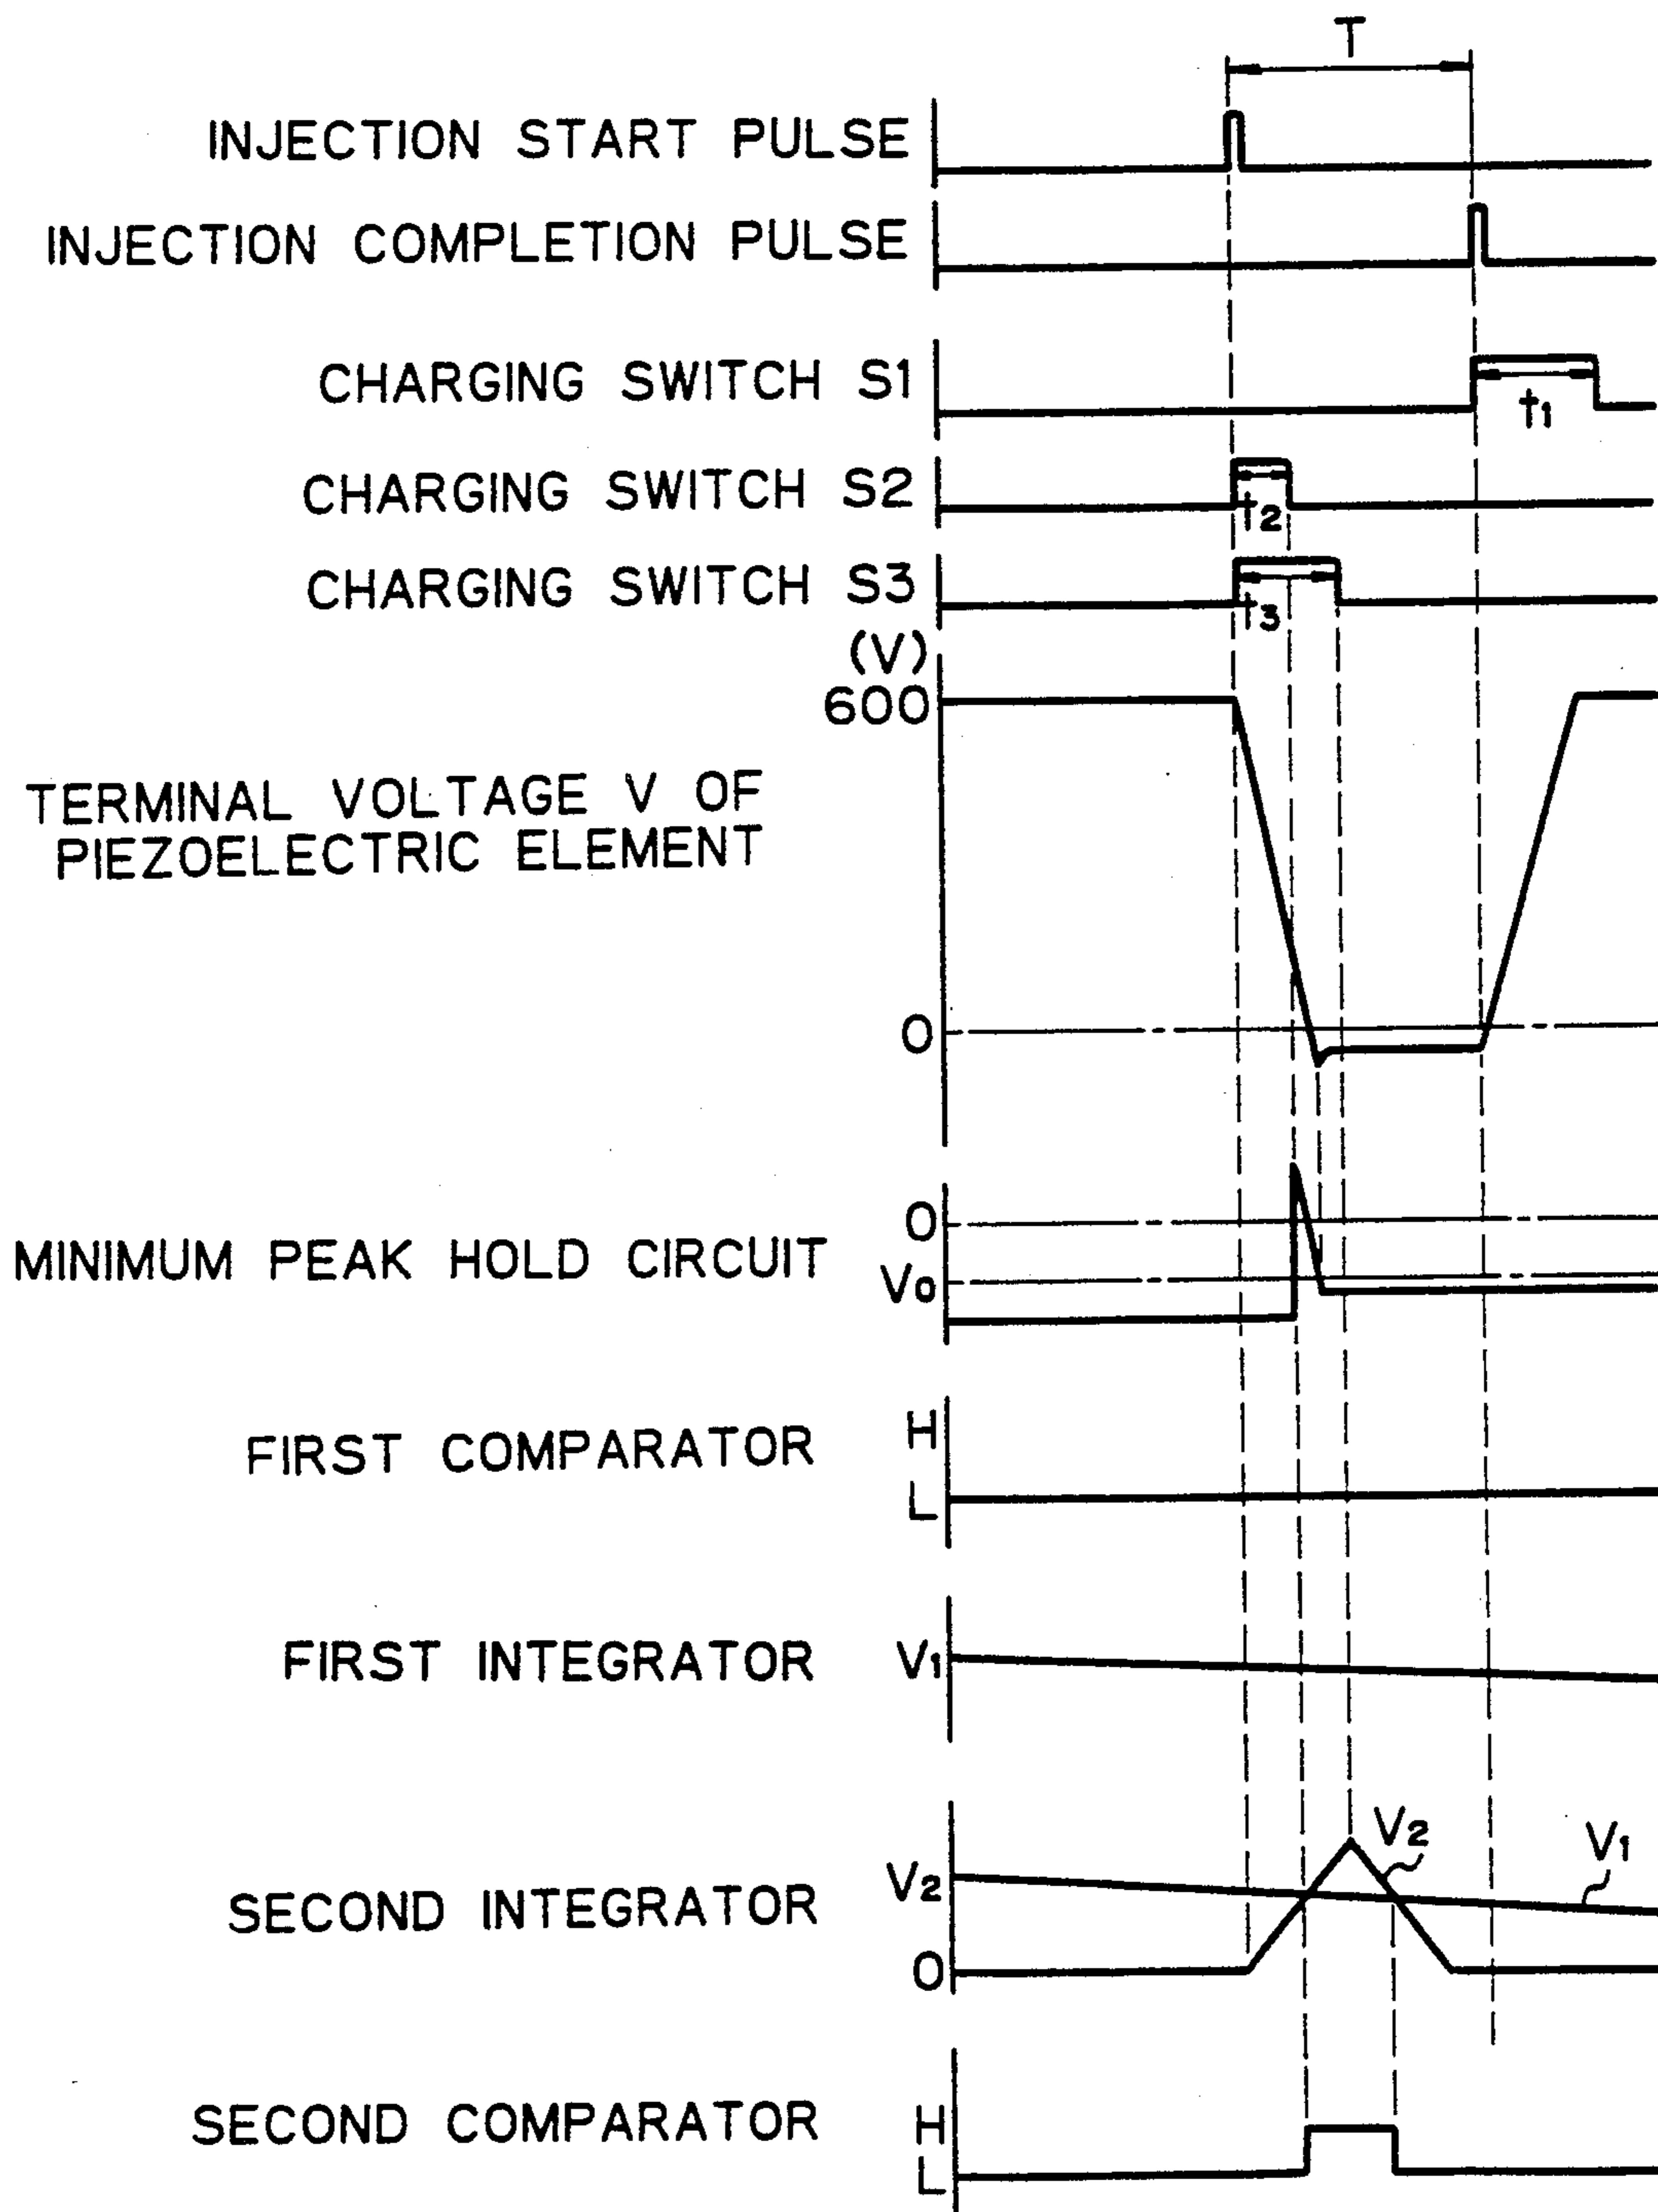 T
INJECTION START PULSE
INJECTION COMPLETION PULSE
CHARGING SWITCH S1
t1
CHARGING SWITCH S2
t2
CHARGING SWITCH S3
t3
(V)
600
TERMINAL VOLTAGE V OF
PIEZOELECTRIC ELEMENT
0
0
MINIMUM PEAK HOLD CIRCUIT
V0
H
FIRST COMPARATOR
L
FIRST INTEGRATOR V1
V2
V1
V2
SECOND INTEGRATOR
0
SECOND COMPARATOR H
L